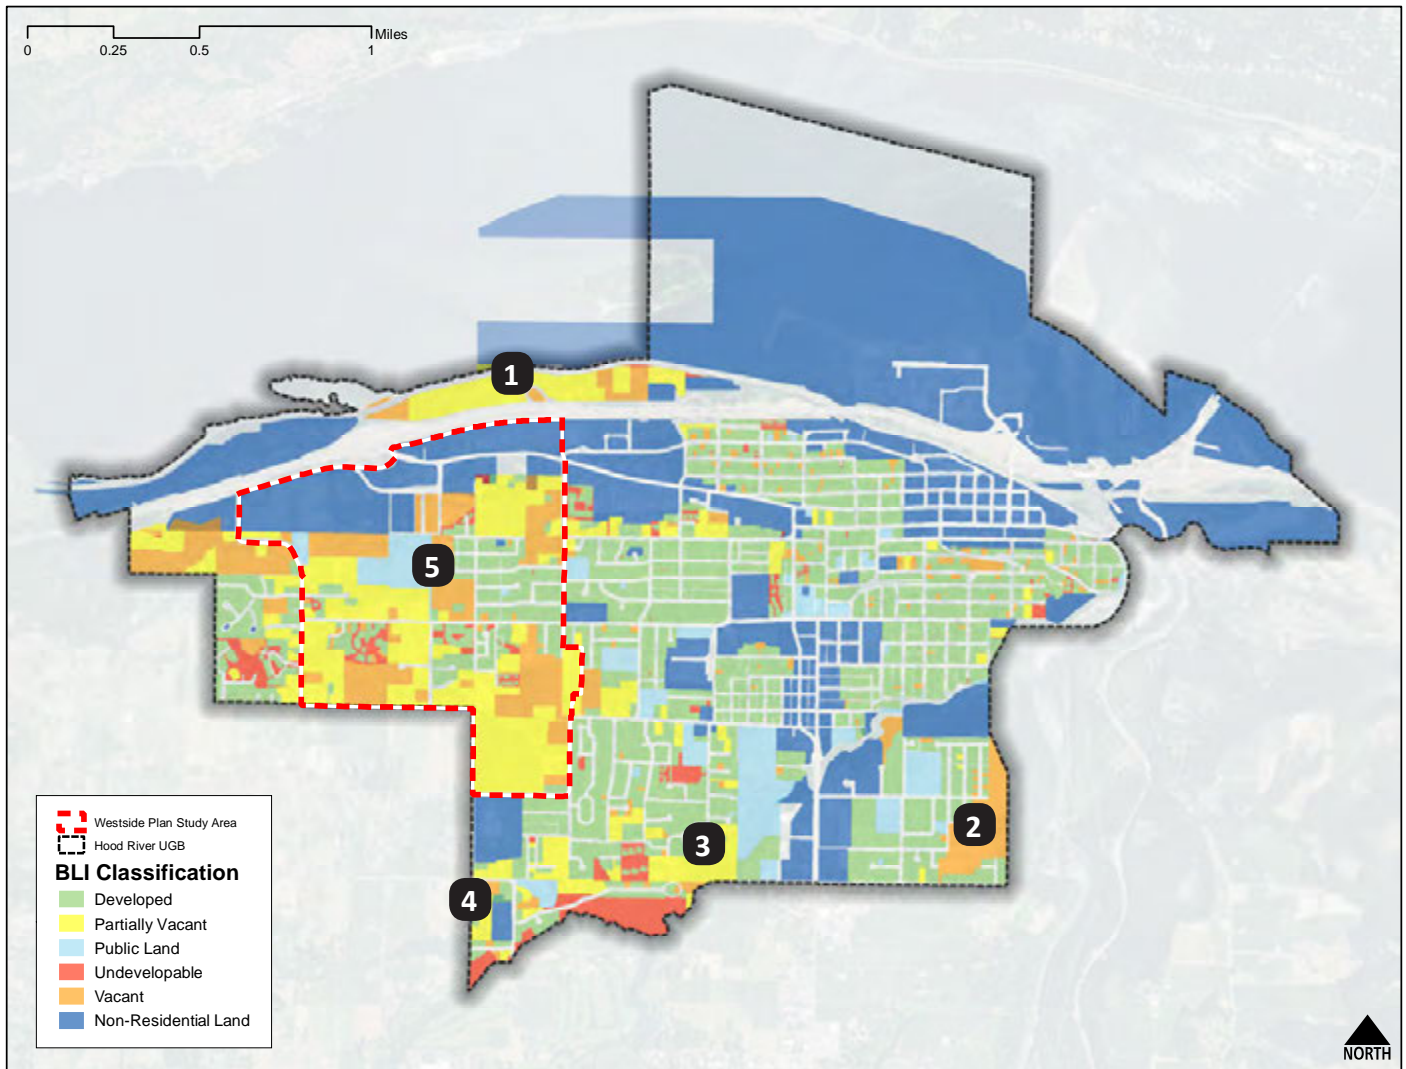 Miles
0 0.25 0.5 1
1
5
2
3
4
Westside Plan Study Area
Hood River UGB
BLI Classification
Developed
Partially Vacant
Public Land
Undevelopable
Vacant
Non-Residential Land
NORTH